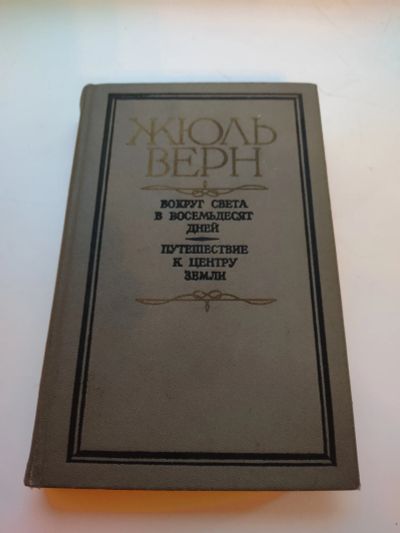 ЖЮЛЬ
ВЕРН
ВОКРУГ СВЕТА
В ВОСЕМЬДЕСЯТ
ДНЕЙ
ПУТЕШЕСТВИЕ
К ЦЕНТРУ
ЗЕМЛИ